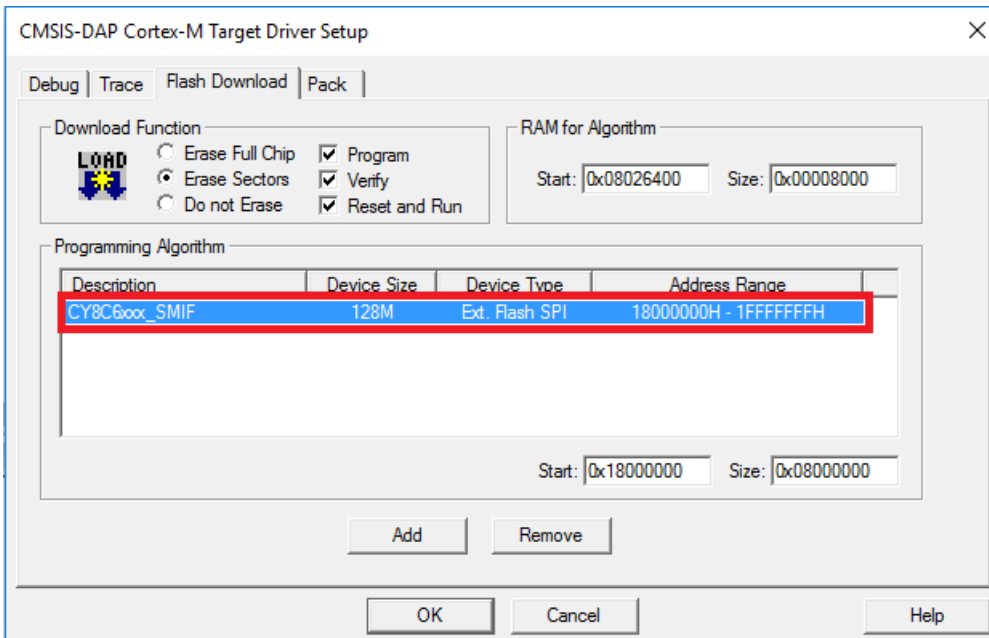 CMSIS-DAP Cortex-M Target Driver Setup
Debug Trace Flash Download Pack
Download Function
LOAD
Erase Full Chip
Erase Sectors
Do not Erase
Program
Verify
Reset and Run
RAM for Algorithm
Start: 0x08026400 Size: 0x00008000
Programming Algorithm
Description Device Size Device Type Address Range
CY8C6xxx_SMIF 128M Ext. Flash SPI 18000000H - 1FFFFFFFH
Start: 0x18000000 Size: 0x08000000
Add Remove
OK Cancel Help